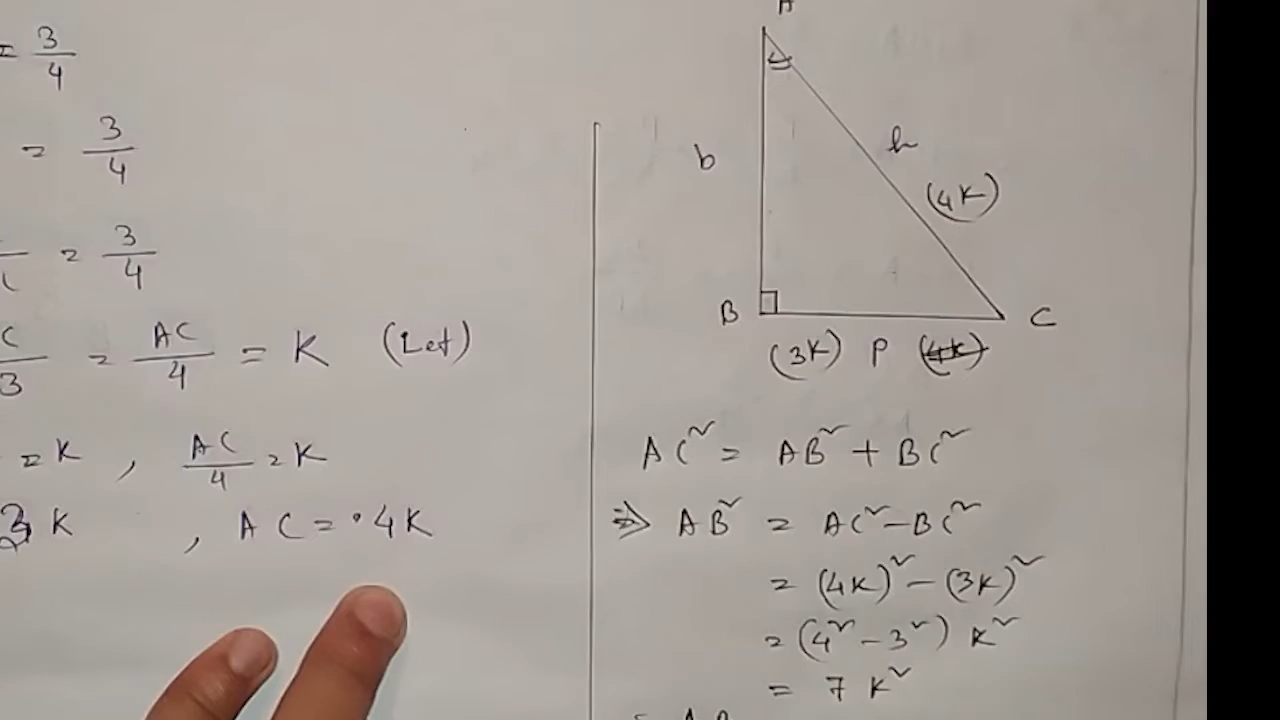 = 3/4
= 3/4
= 3/4
C/3 = AC/4 = K (Let)
= K , AC/4 = K
3K , AC = 4K
A
b
h
(4K)
B
C
(3K) P (4K)
AC² = AB² + BC²
⇒ AB² = AC² - BC²
= (4K)² - (3K)²
= (4² - 3²) K²
= 7 K²